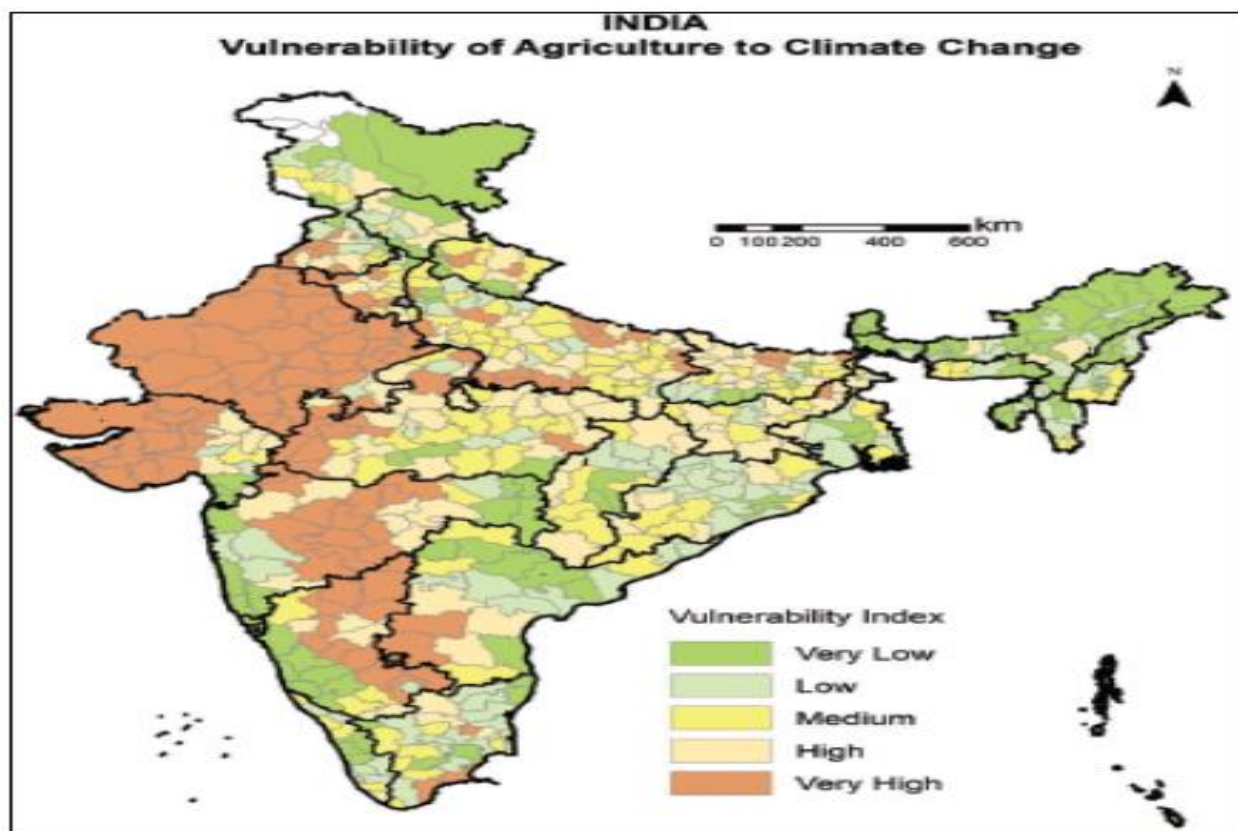 INDIA
Vulnerability of Agriculture to Climate Change
N
km
0 100 200 400 600
Vulnerability Index
Very Low
Low
Medium
High
Very High